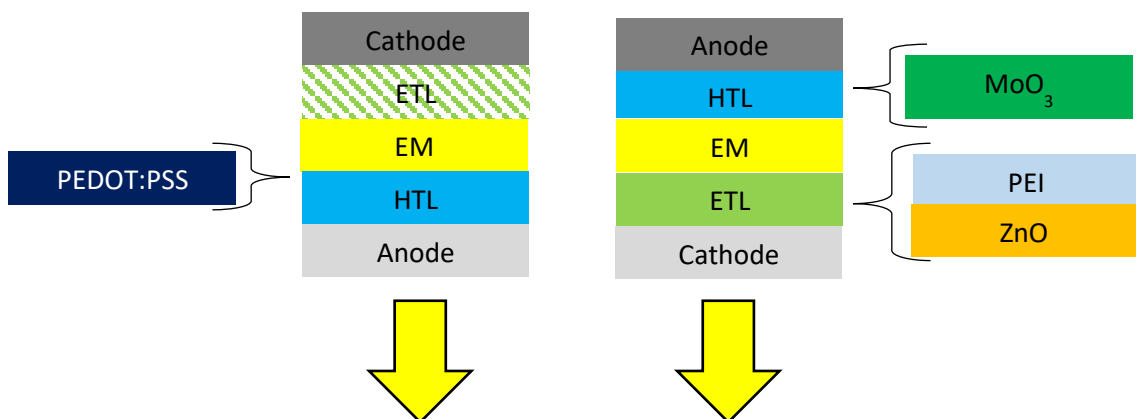 Cathode
ETL
EM
HTL
Anode
PEDOT:PSS
Anode
HTL
EM
ETL
Cathode
MoO₃
PEI
ZnO